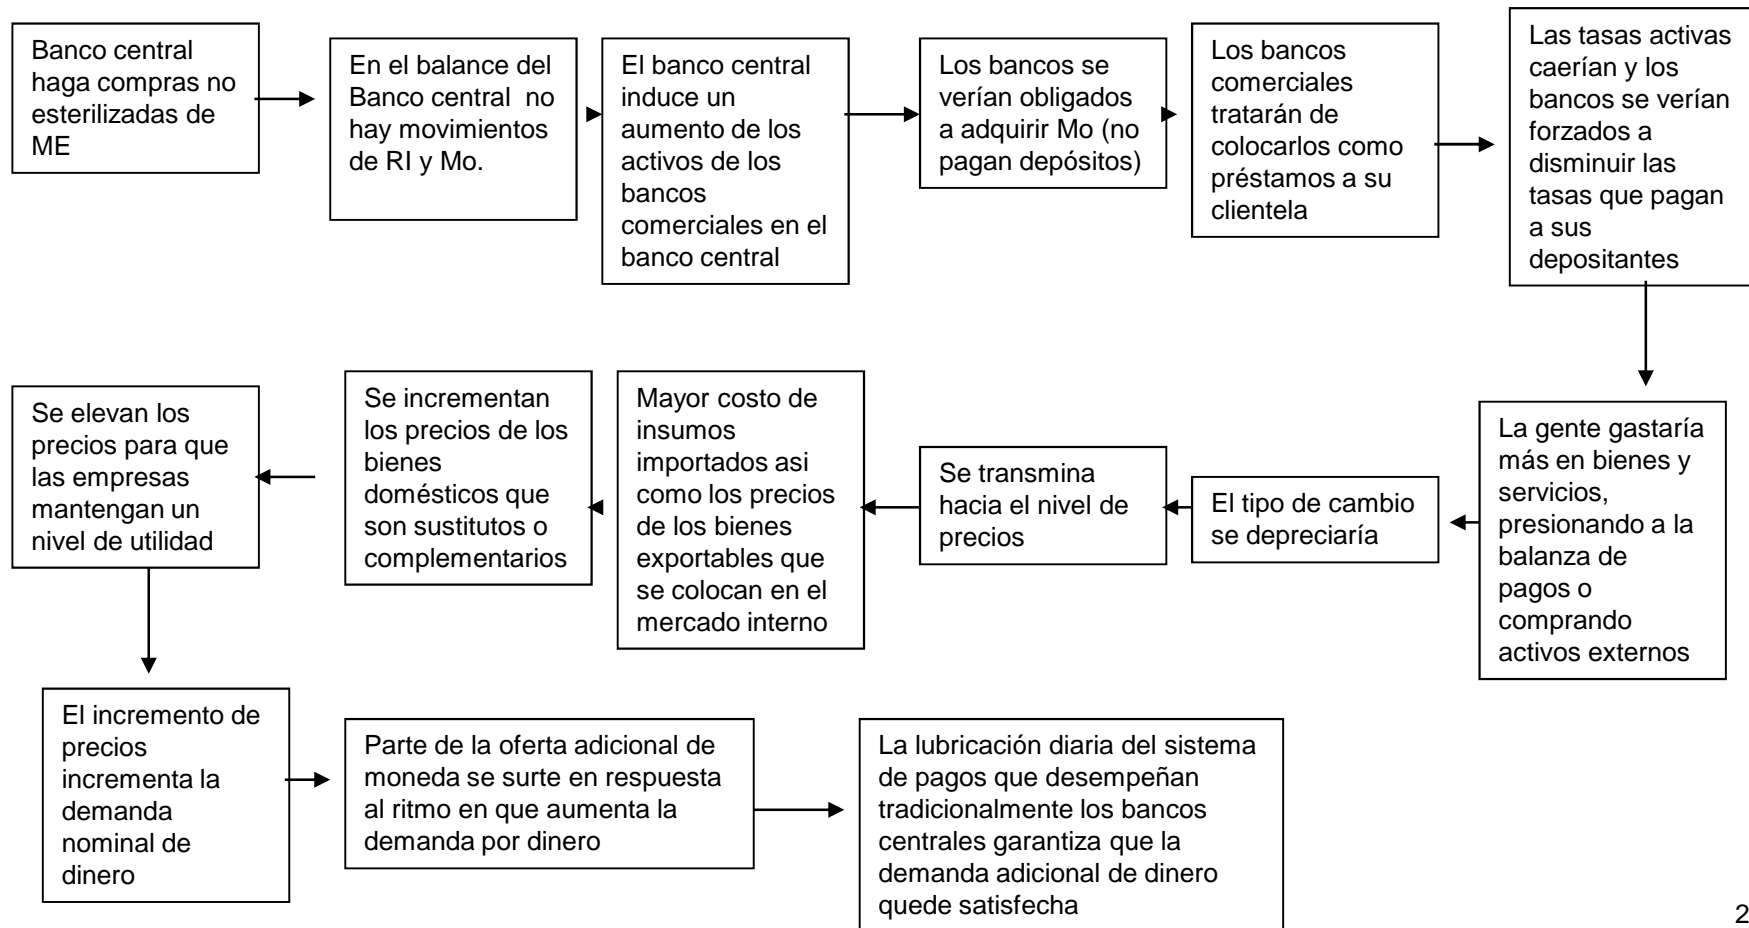 Banco central
haga compras no
esterilizadas de
ME
En el balance del
Banco central no
hay movimientos
de RI y Mo.
El banco central
induce un
aumento de los
activos de los
bancos
comerciales en el
banco central
Los bancos se
verían obligados
a adquirir Mo (no
pagan depósitos)
Los bancos
comerciales
tratarán de
colocarlos como
préstamos a su
clientela
Las tasas activas
caerían y los
bancos se verían
forzados a
disminuir las
tasas que pagan
a sus
depositantes
La gente gastaría
más en bienes y
servicios,
presionando a la
balanza de
pagos o
comprando
activos externos
El tipo de cambio
se depreciaría
Se transmina
hacia el nivel de
precios
Mayor costo de
insumos
importados asi
como los precios
de los bienes
exportables que
se colocan en el
mercado interno
Se incrementan
los precios de los
bienes
domésticos que
son sustitutos o
complementarios
Se elevan los
precios para que
las empresas
mantengan un
nivel de utilidad
El incremento de
precios
incrementa la
demanda
nominal de
dinero
Parte de la oferta adicional de
moneda se surte en respuesta
al ritmo en que aumenta la
demanda por dinero
La lubricación diaria del sistema
de pagos que desempeñan
tradicionalmente los bancos
centrales garantiza que la
demanda adicional de dinero
quede satisfecha
2